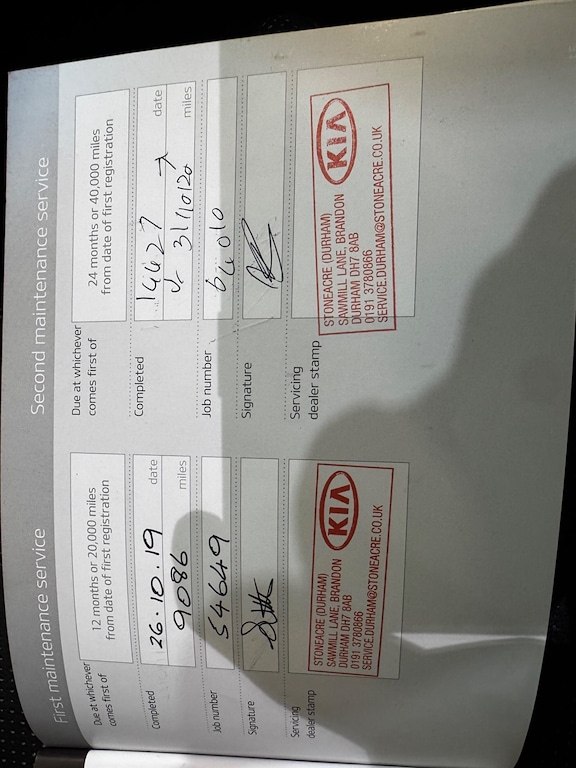 First maintenance service
Due at whichever
comes first of
12 months or 20,000 miles
from date of first registration
Completed
26.10.19
date
9086
miles
Job number
54649
Signature
Servicing
dealer stamp
STONEACRE (DURHAM)
SAWMILL LANE, BRANDON
DURHAM DH7 8AB
0191 3780866
SERVICE.DURHAM@STONEACRE.CO.UK
KIA
Second maintenance service
Due at whichever
comes first of
24 months or 40,000 miles
from date of first registration
Completed
14427
date
31/10/20
miles
Job number
Signature
Servicing
dealer stamp
STONEACRE (DURHAM)
SAWMILL LANE, BRANDON
DURHAM DH7 8AB
0191 3780866
SERVICE.DURHAM@STONEACRE.CO.UK
KIA